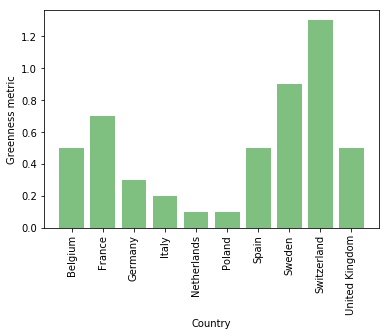 Greenness metric
1.2
1.0
0.8
0.6
0.4
0.2
0.0
Belgium
France
Germany
Italy
Netherlands
Poland
Spain
Sweden
Switzerland
United Kingdom
Country